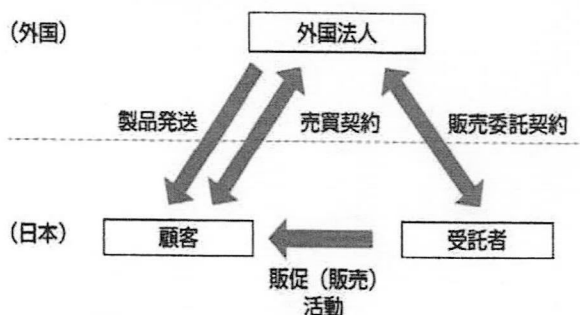 （外国）
外国法人
製品発送
売買契約
販売委託契約
（日本）
顧客
受託者
販促（販売）
活動